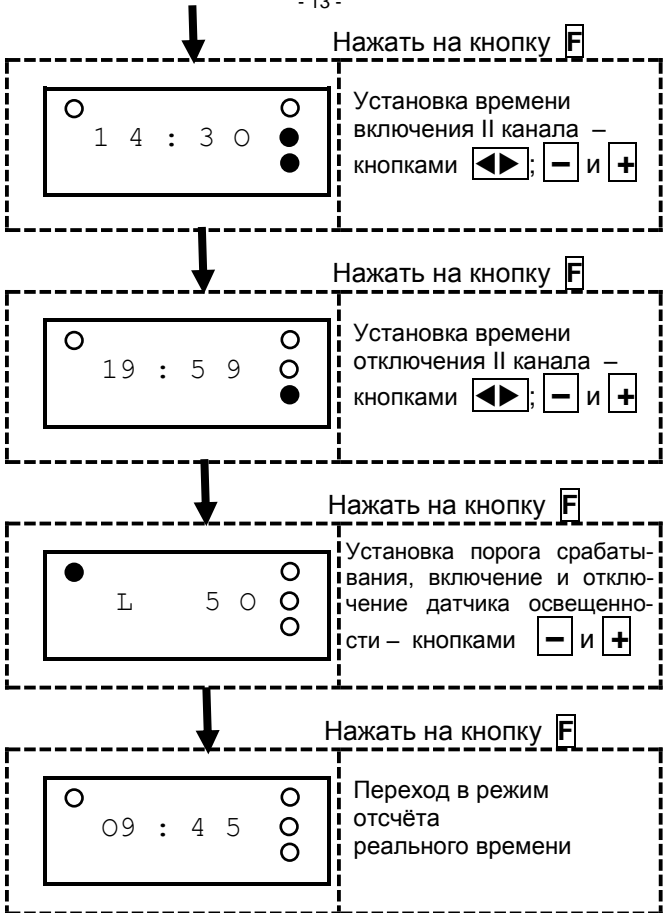 - 13 -
Нажать на кнопку F
1 4 : 3 0
Установка времени
включения II канала –
кнопками ◀▶; – и +
Нажать на кнопку F
19 : 5 9
Установка времени
отключения II канала –
кнопками ◀▶; – и +
Нажать на кнопку F
L 5 0
Установка порога срабаты-
вания, включение и отклю-
чение датчика освещенно-
сти – кнопками – и +
Нажать на кнопку F
09 : 4 5
Переход в режим
отсчёта
реального времени